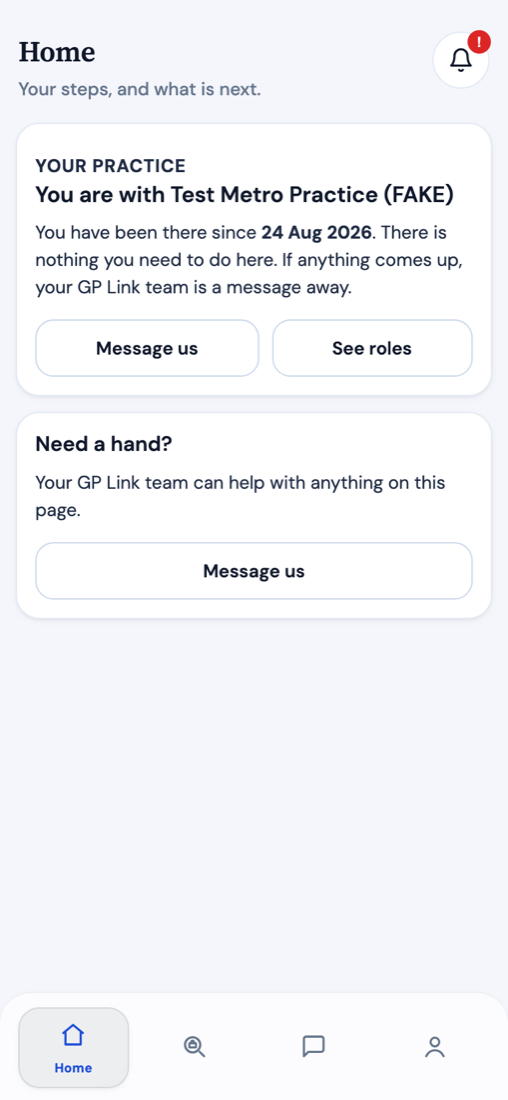 Home
!
Your steps, and what is next.
YOUR PRACTICE
You are with Test Metro Practice (FAKE)
You have been there since 24 Aug 2026. There is
nothing you need to do here. If anything comes up,
your GP Link team is a message away.
Message us
See roles
Need a hand?
Your GP Link team can help with anything on this
page.
Message us
Home